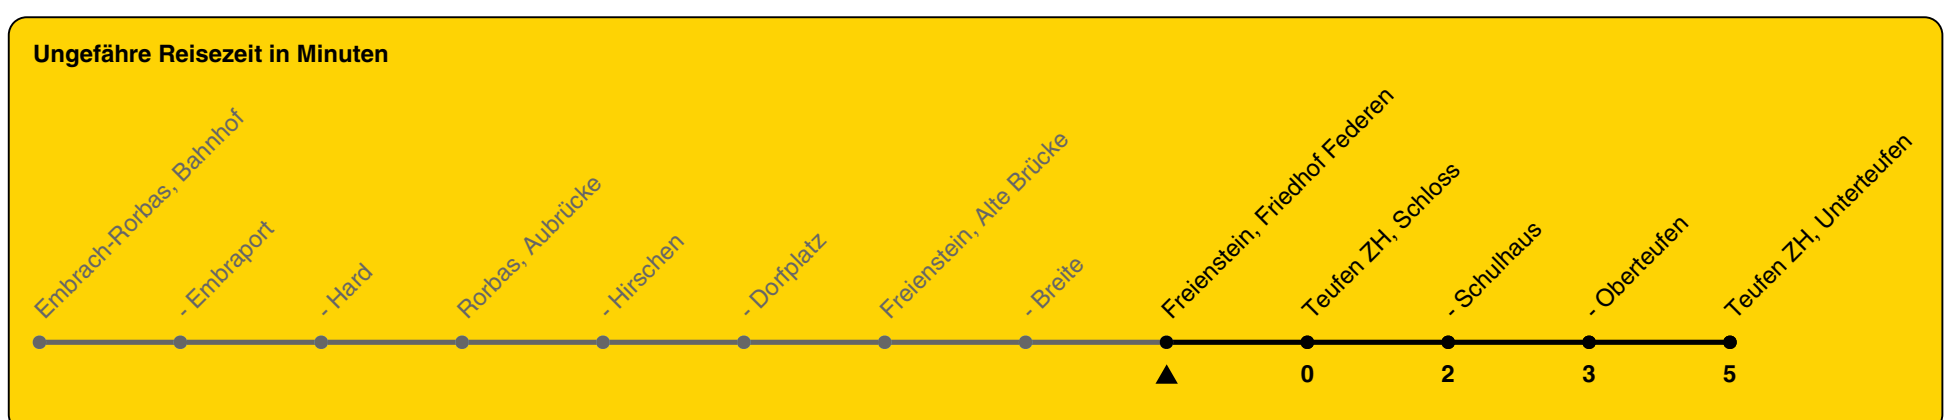 Ungefähre Reisezeit in Minuten
Embrach-Rorbas, Bahnhof
- Embraport
- Hard
Rorbas, Aubrücke
- Hirschen
- Dorfplatz
Freienstein, Alte Brücke
- Breite
Freienstein, Friedhof Federen
Teufen ZH, Schloss
- Schulhaus
- Oberteufen
Teufen ZH, Unterteufen
0 2 3 5